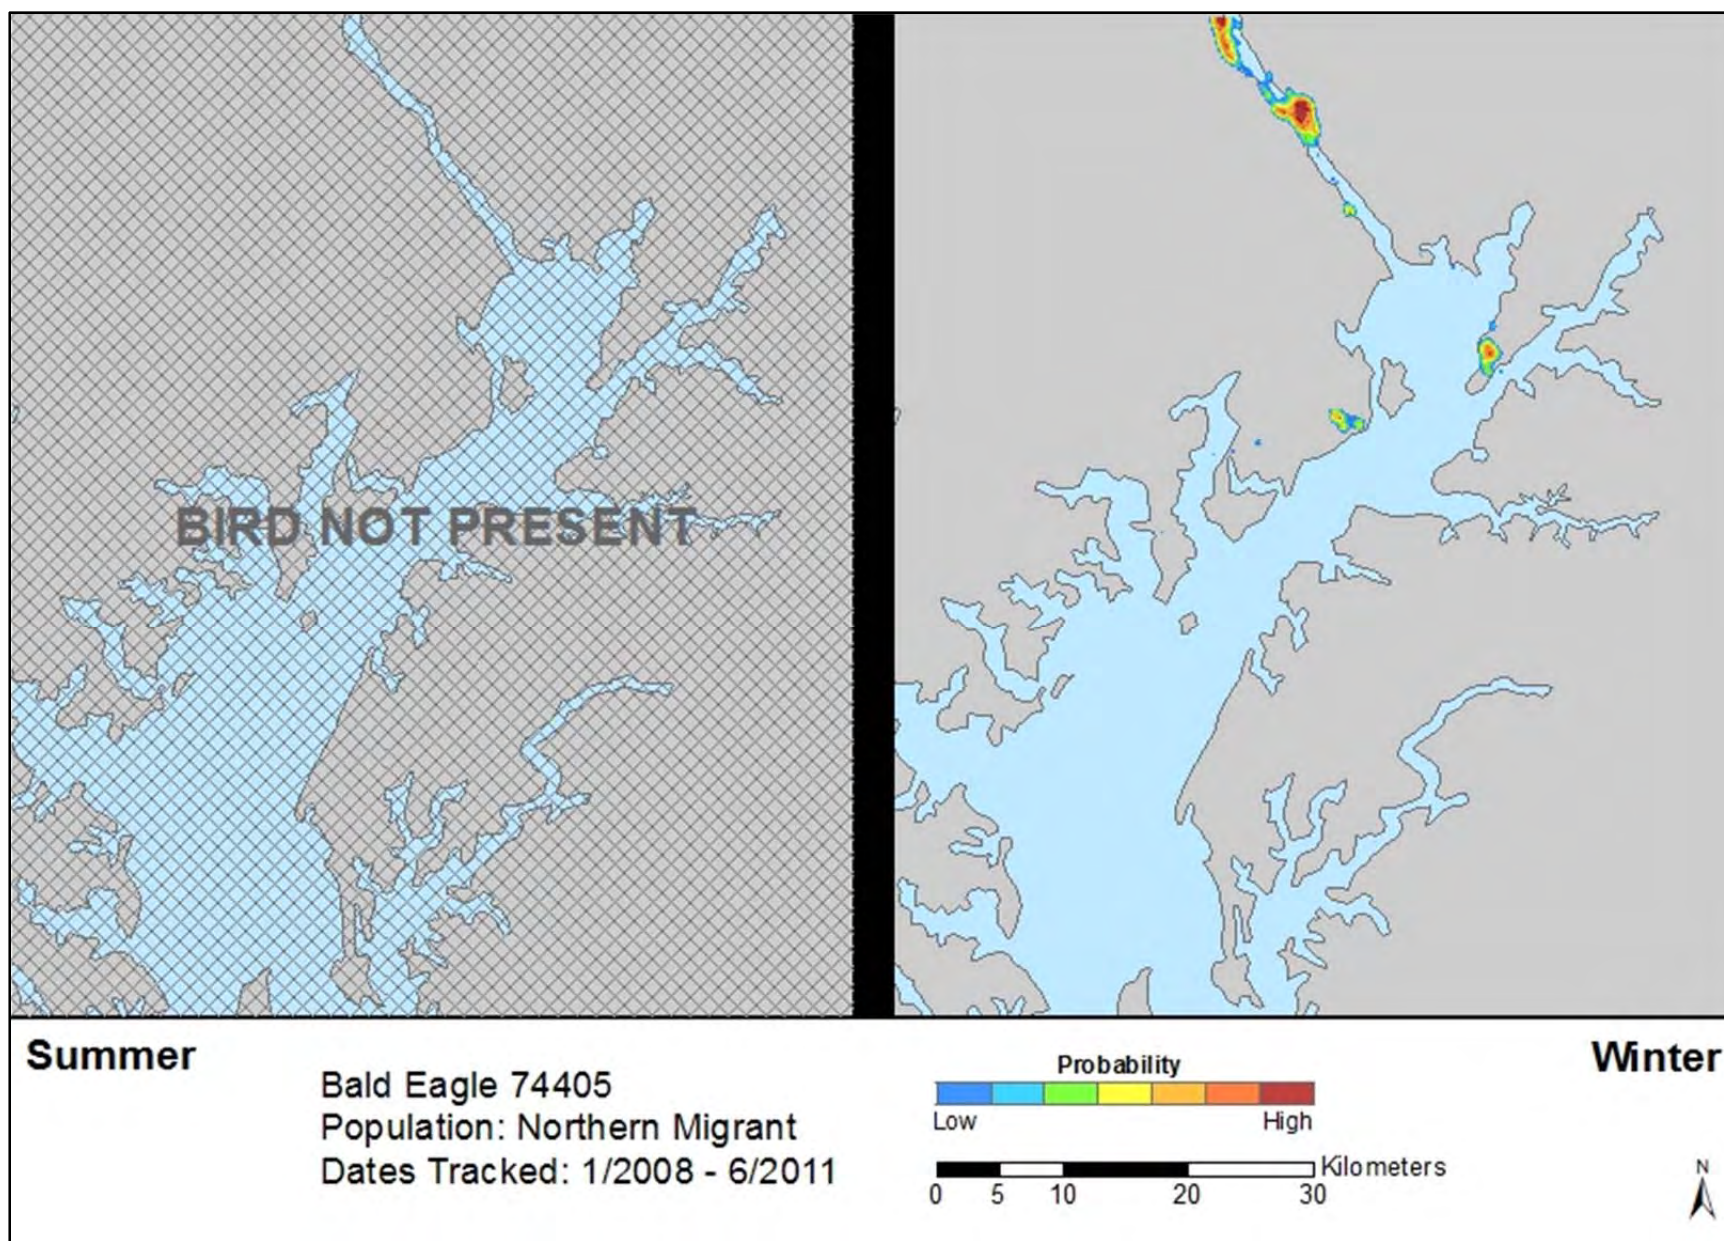 BIRD NOT PRESENT
Summer
Winter
Bald Eagle 74405
Population: Northern Migrant
Dates Tracked: 1/2008 - 6/2011
Probability
Low High
Kilometers
0 5 10 20 30
N